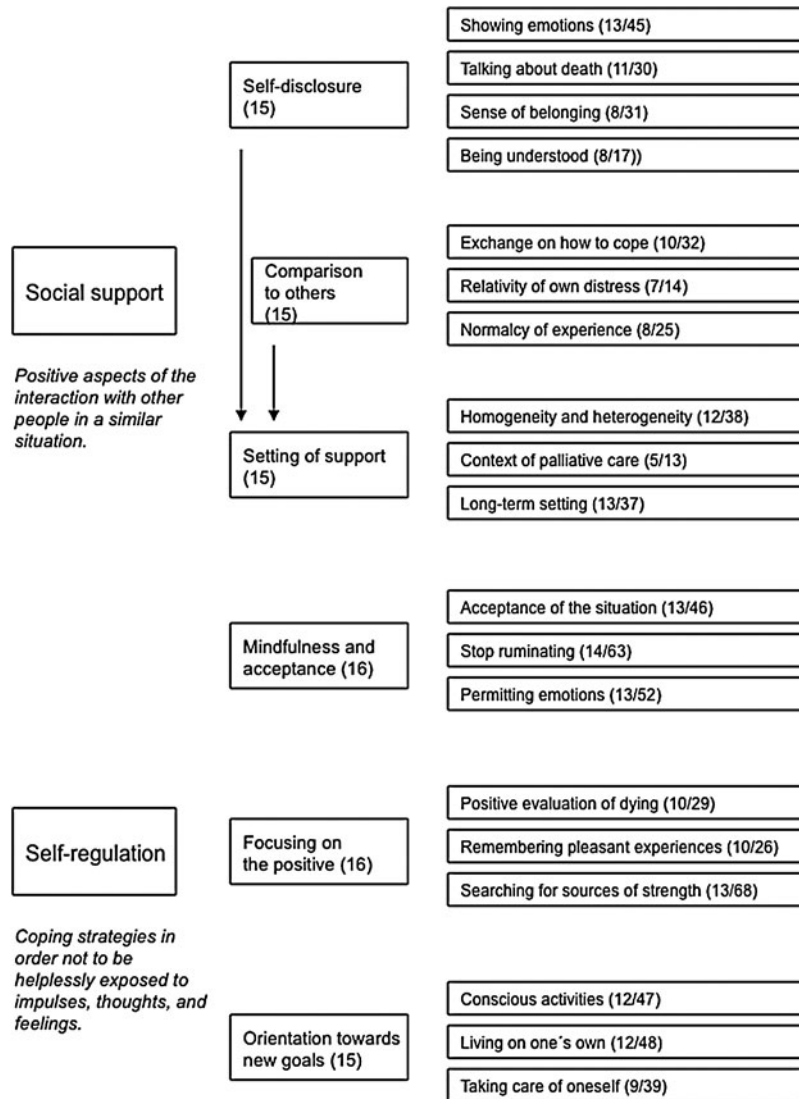 Showing emotions (13/45)
Talking about death (11/30)
Sense of belonging (8/31)
Being understood (8/17))
Self-disclosure
(15)
Exchange on how to cope (10/32)
Relativity of own distress (7/14)
Normalcy of experience (8/25)
Comparison
to others
(15)
Social support
Positive aspects of the
interaction with other
people in a similar
situation.
Homogeneity and heterogeneity (12/38)
Context of palliative care (5/13)
Long-term setting (13/37)
Setting of support
(15)
Acceptance of the situation (13/46)
Stop ruminating (14/63)
Permitting emotions (13/52)
Mindfulness and
acceptance (16)
Positive evaluation of dying (10/29)
Remembering pleasant experiences (10/26)
Searching for sources of strength (13/68)
Focusing on
the positive (16)
Self-regulation
Coping strategies in
order not to be
helplessly exposed to
impulses, thoughts, and
feelings.
Conscious activities (12/47)
Living on one´s own (12/48)
Taking care of oneself (9/39)
Orientation towards
new goals (15)